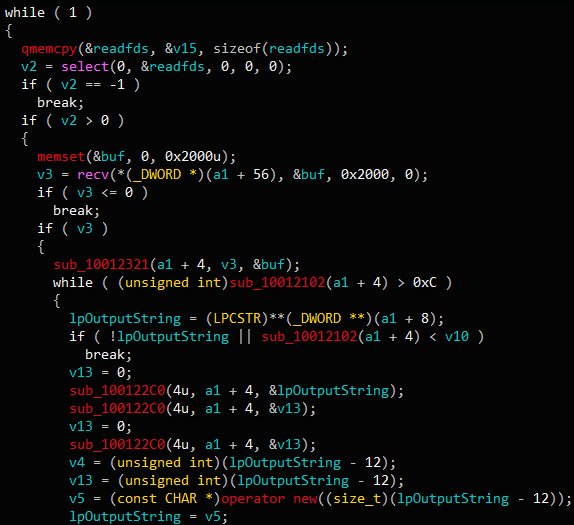 while ( 1 )
{
qmemcpy(&readfds, &v15, sizeof(readfds));
v2 = select(0, &readfds, 0, 0, 0);
if ( v2 == -1 )
break;
if ( v2 > 0 )
{
memset(&buf, 0, 0x2000u);
v3 = recv(*(_DWORD *)(a1 + 56), &buf, 0x2000, 0);
if ( v3 <= 0 )
break;
if ( v3 )
{
sub_10012321(a1 + 4, v3, &buf);
while ( (unsigned int)sub_10012102(a1 + 4) > 0xC )
{
lpOutputString = (LPCSTR)**(_DWORD **)(a1 + 8);
if ( !lpOutputString || sub_10012102(a1 + 4) < v10 )
break;
v13 = 0;
sub_100122C0(4u, a1 + 4, &lpOutputString);
sub_100122C0(4u, a1 + 4, &v13);
v13 = 0;
sub_100122C0(4u, a1 + 4, &v13);
v4 = (unsigned int)(lpOutputString - 12);
v13 = (unsigned int)(lpOutputString - 12);
v5 = (const CHAR *)operator new((size_t)(lpOutputString - 12));
lpOutputString = v5;